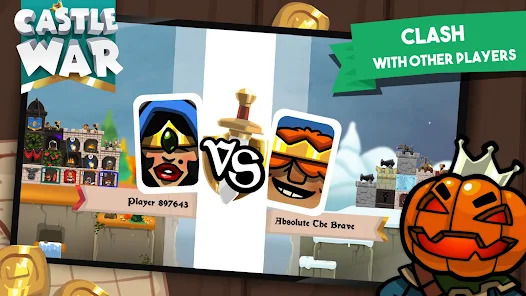 CASTLE
WAR
CLASH
WITH OTHER PLAYERS
VS
Player 897643
Absolute The Brave